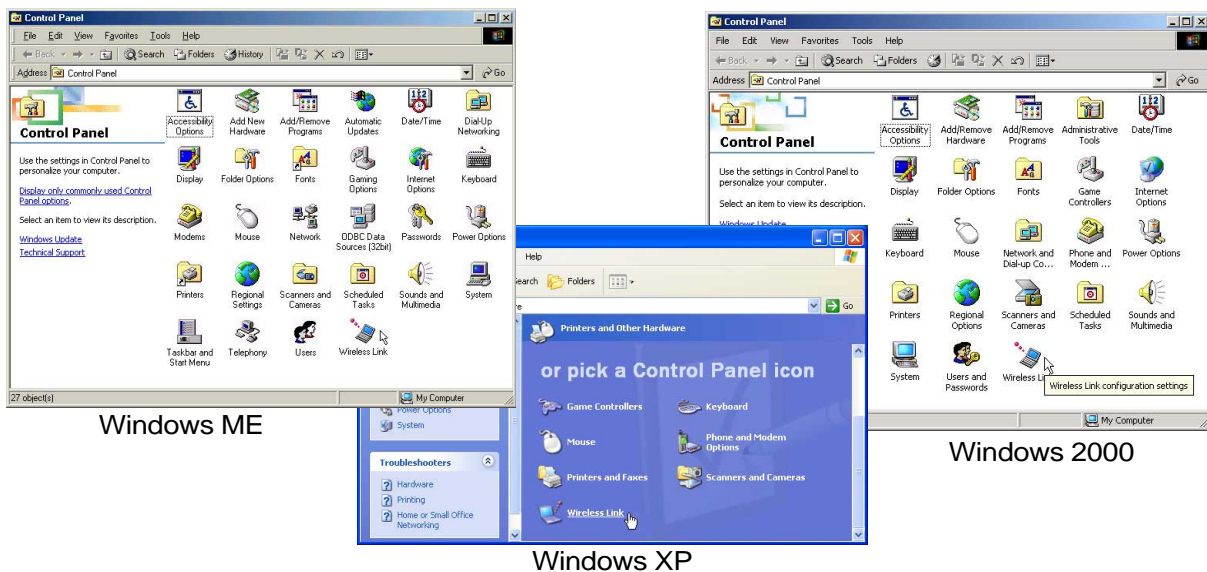 Control Panel
File Edit View Favorites Tools Help
Back Search Folders History
Address Control Panel Go
Control Panel
Use the settings in Control Panel to
personalize your computer.
Display only commonly used Control
Panel options.
Select an item to view its description.
Windows Update
Technical Support
Accessibility
Options
Add New
Hardware
Add/Remove
Programs
Automatic
Updates
Date/Time
Dial-Up
Networking
Display
Folder Options
Fonts
Gaming
Options
Internet
Options
Keyboard
Modems
Mouse
Network
ODBC Data
Sources (32bit)
Passwords
Power Options
Printers
Regional
Settings
Scanners and
Cameras
Scheduled
Tasks
Sounds and
Multimedia
System
Taskbar and
Start Menu
Telephony
Users
Wireless Link
27 object(s) My Computer
Windows ME
Control Panel
File Edit View Favorites Tools Help
Back Search Folders
Address Control Panel Go
Control Panel
Use the settings in Control Panel to
personalize your computer.
Select an item to view its description.
Windows Update
Accessibility
Options
Add/Remove
Hardware
Add/Remove
Programs
Administrative
Tools
Date/Time
Display
Folder Options
Fonts
Game
Controllers
Internet
Options
Keyboard
Mouse
Network and
Dial-up Co...
Phone and
Modem ...
Power Options
Printers
Regional
Options
Scanners and
Cameras
Scheduled
Tasks
Sounds and
Multimedia
System
Users and
Passwords
Wireless Li
Wireless Link configuration settings
My Computer
Windows 2000
Help
earch Folders
re Go
Printers and Other Hardware
or pick a Control Panel icon
Game Controllers
Keyboard
Mouse
Phone and Modem
Options
Printers and Faxes
Scanners and Cameras
Wireless Link
Power Options
System
Troubleshooters
Hardware
Printing
Home or Small Office
Networking
Windows XP